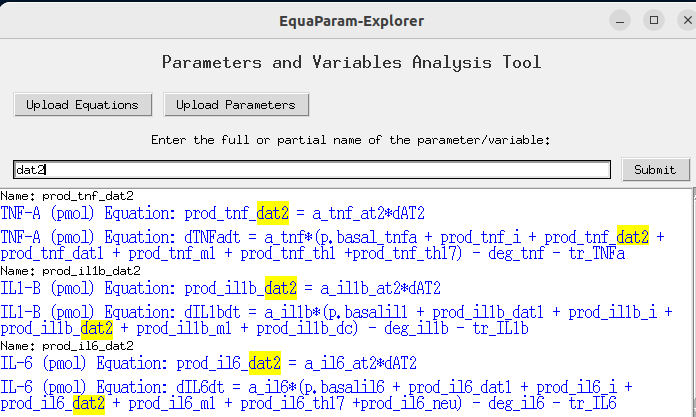 EquaParam-Explorer
Parameters and Variables Analysis Tool
Upload Equations Upload Parameters
Enter the full or partial name of the parameter/variable:
dat2 Submit
Name: prod_tnf_dat2
TNF-A (pmol) Equation: prod_tnf_dat2 = a_tnf_at2*dAT2
TNF-A (pmol) Equation: dTNFadt = a_tnf*(p.basal_tnfa + prod_tnf_i + prod_tnf_dat2 +
prod_tnf_dat1 + prod_tnf_m1 + prod_tnf_th1 +prod_tnf_th17) - deg_tnf - tr_TNFa
Name: prod_il1b_dat2
IL1-B (pmol) Equation: prod_il1b_dat2 = a_il1b_at2*dAT2
IL1-B (pmol) Equation: dIL1bdt = a_il1b*(p.basalil1 + prod_il1b_dat1 + prod_il1b_i +
prod_il1b_dat2 + prod_il1b_m1 + prod_il1b_dc) - deg_il1b - tr_IL1b
Name: prod_il6_dat2
IL-6 (pmol) Equation: prod_il6_dat2 = a_il6_at2*dAT2
IL-6 (pmol) Equation: dIL6dt = a_il6*(p.basalil6 + prod_il6_dat1 + prod_il6_i +
prod_il6_dat2 + prod_il6_m1 + prod_il6_th17 +prod_il6_neu) - deg_il6 - tr_IL6